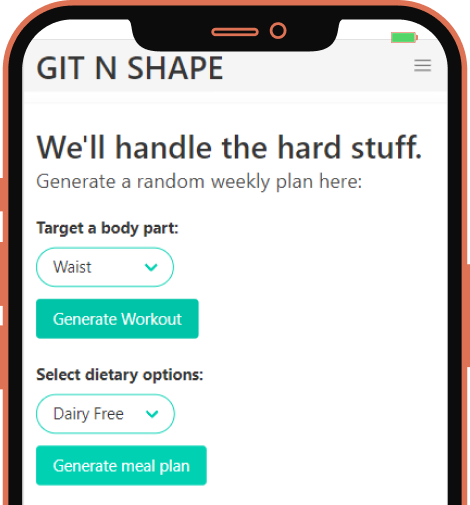 GIT N SHAPE
We'll handle the hard stuff.
Generate a random weekly plan here:
Target a body part:
Waist
Generate Workout
Select dietary options:
Dairy Free
Generate meal plan